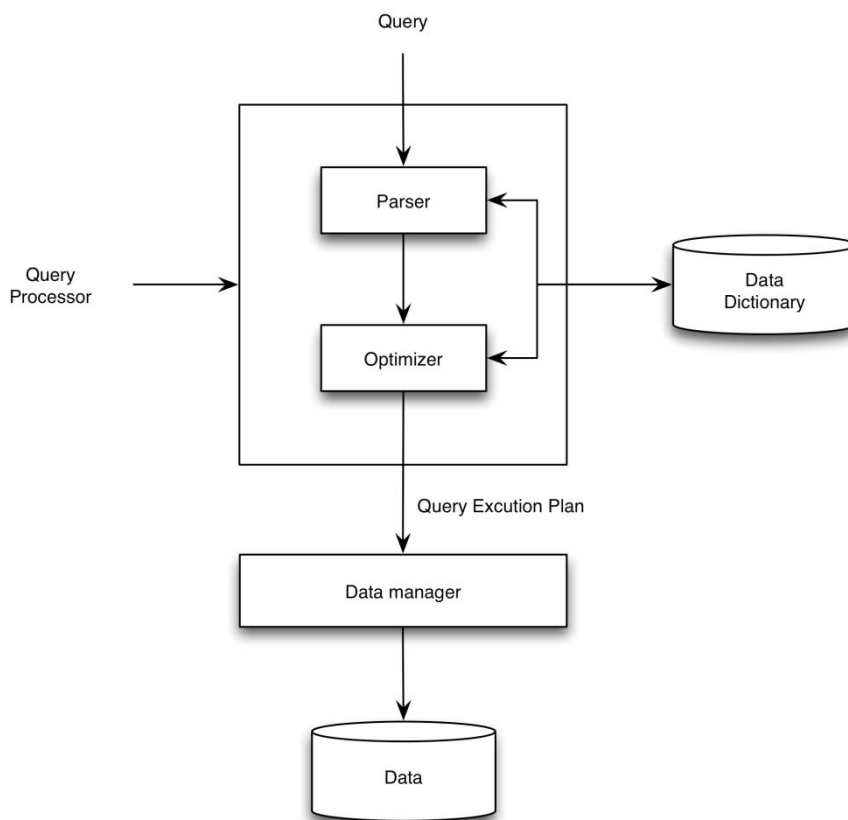 Query
Parser
Query
Processor
Data
Dictionary
Optimizer
Query Excution Plan
Data manager
Data